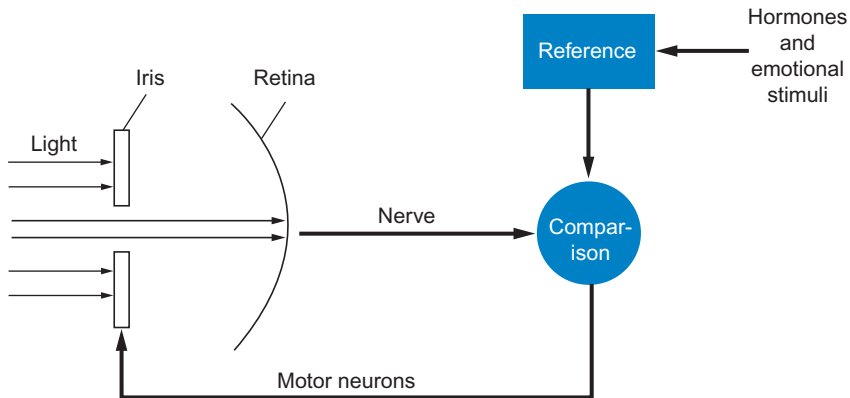 Hormones
and
emotional
stimuli
Reference
Iris
Retina
Light
Nerve
Compar-
ison
Motor neurons